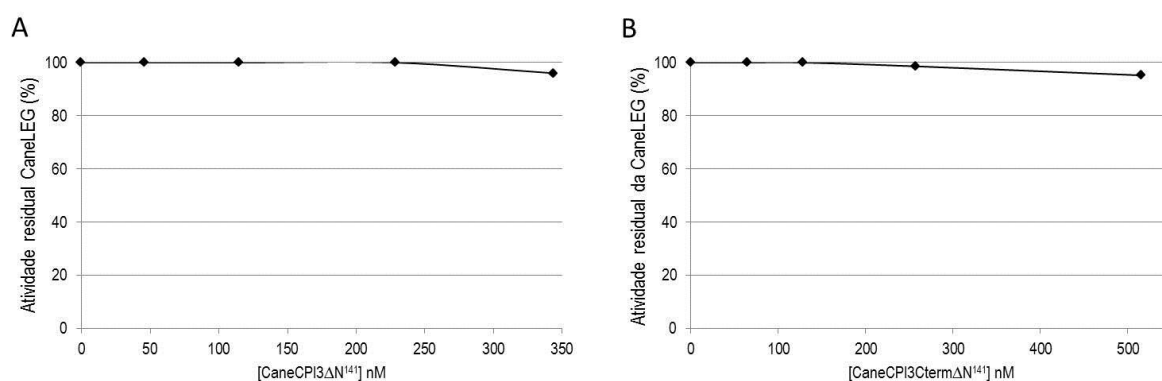 A
Atividade residual CaneLEG (%)
100
80
60
40
20
0
0 50 100 150 200 250 300 350
[CaneCPI3ΔN¹⁴¹] nM
B
Atividade residual da CaneLEG (%)
100
80
60
40
20
0
0 100 200 300 400 500
[CaneCPI3CtermΔN¹⁴¹] nM